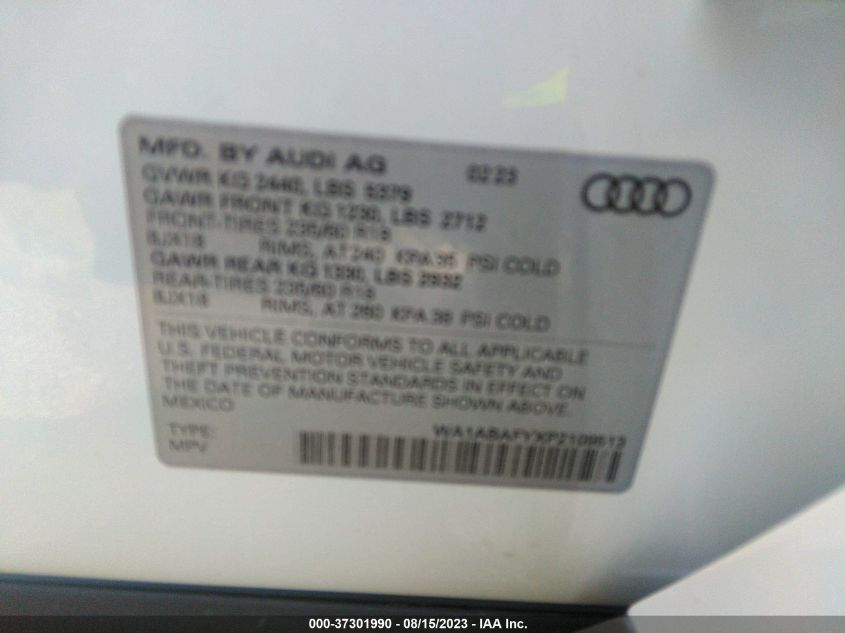 MFD. BY AUDI AG 02 23
GVWR KG 2440, LBS 5379
GAWR FRONT KG 1230, LBS 2712
FRONT-TIRES 235/60 R18
8JX18 RIMS, AT 240 KPA 35 PSI COLD
GAWR REAR KG 1330, LBS 2932
REAR-TIRES 235/60 R18
8JX18 RIMS, AT 260 KPA 38 PSI COLD
THIS VEHICLE CONFORMS TO ALL APPLICABLE
U.S. FEDERAL MOTOR VEHICLE SAFETY AND
THEFT PREVENTION STANDARDS IN EFFECT ON
THE DATE OF MANUFACTURE SHOWN ABOVE.
MEXICO
TYPE: WA1ABAFYXP2109513
MPV
000-37301990 - 08/15/2023 - IAA Inc.